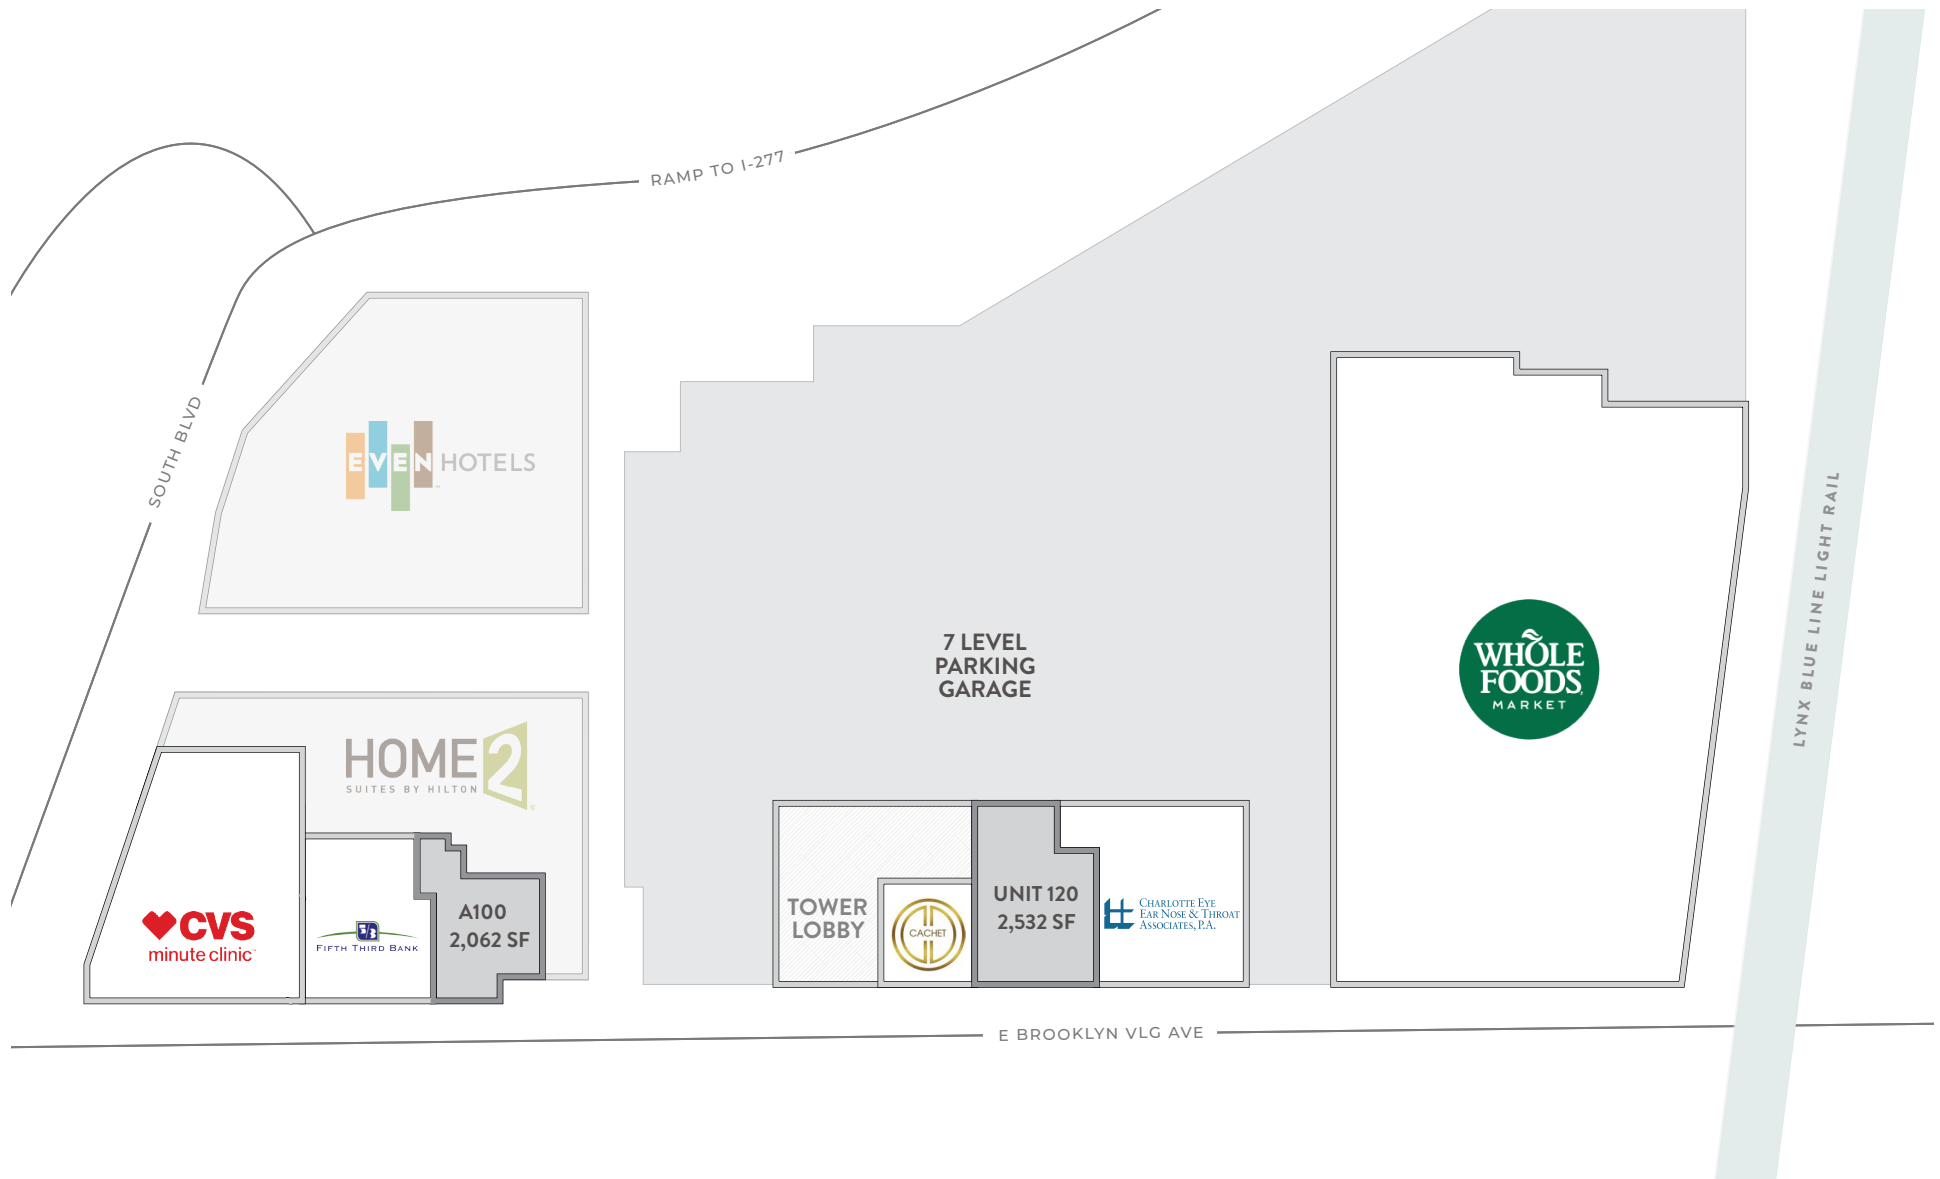 RAMP TO I-277
SOUTH BLVD
EVEN HOTELS
LYNX BLUE LINE LIGHT RAIL
7 LEVEL
PARKING
GARAGE
WHOLE
FOODS
MARKET
HOME2
SUITES BY HILTON
CVS
minute clinic
FIFTH THIRD BANK
A100
2,062 SF
TOWER
LOBBY
CACHET
UNIT 120
2,532 SF
CHARLOTTE EYE
EAR NOSE & THROAT
ASSOCIATES, P.A.
E BROOKLYN VLG AVE